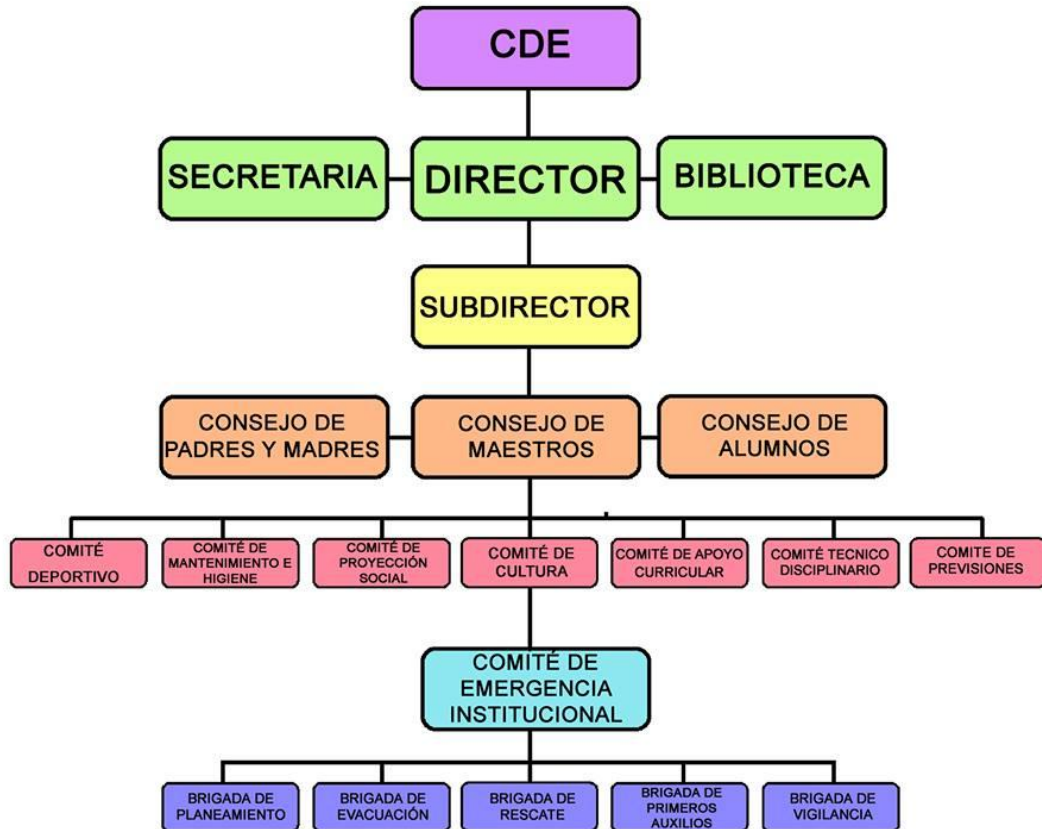 CDE
SECRETARIA
DIRECTOR
BIBLIOTECA
SUBDIRECTOR
CONSEJO DE
PADRES Y MADRES
CONSEJO DE
MAESTROS
CONSEJO DE
ALUMNOS
COMITÉ
DEPORTIVO
COMITÉ DE
MANTENIMIENTO E
HIGIENE
COMITÉ DE
PROYECCIÓN
SOCIAL
COMITÉ DE
CULTURA
COMITÉ DE APOYO
CURRICULAR
COMITÉ TECNICO
DISCIPLINARIO
COMITE DE
PREVISIONES
COMITÉ DE
EMERGENCIA
INSTITUCIONAL
BRIGADA DE
PLANEAMIENTO
BRIGADA DE
EVACUACIÓN
BRIGADA DE
RESCATE
BRIGADA DE
PRIMEROS
AUXILIOS
BRIGADA DE
VIGILANCIA